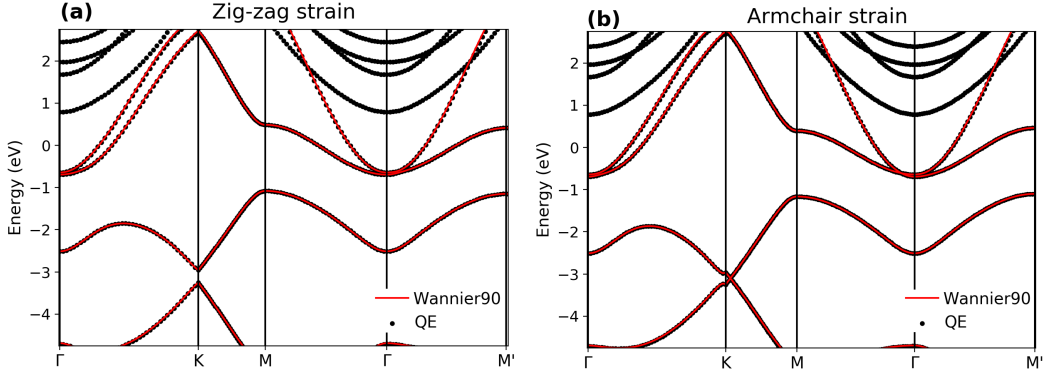 (a) Zig-zag strain
Energy (eV)
2
1
0
−1
−2
−3
−4
Γ K M Γ M'
Wannier90
QE
(b) Armchair strain
Energy (eV)
2
1
0
−1
−2
−3
−4
Γ K M Γ M'
Wannier90
QE